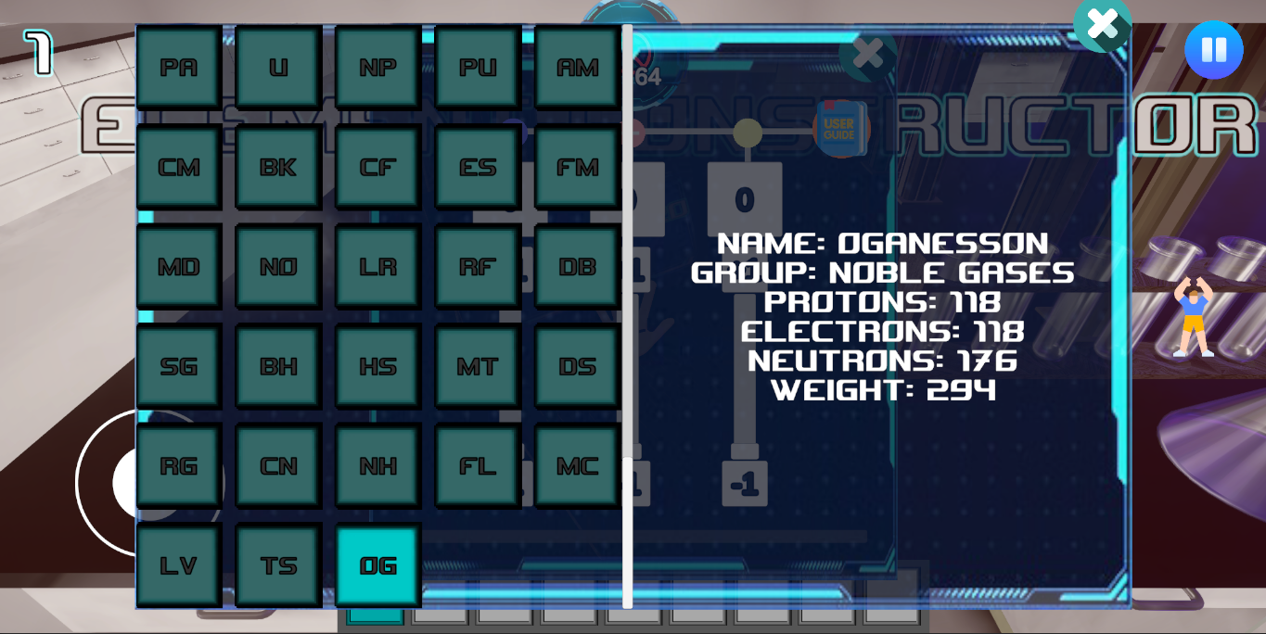 1
PA U NP PU AM
64
ELEM ONSTRUCTOR
USER
GUIDE
CM BK CF ES FM
0
MD NO LR RF DB
NAME: OGANESSON
GROUP: NOBLE GASES
PROTONS: 118
ELECTRONS: 118
NEUTRONS: 176
WEIGHT: 294
SG BH HS MT DS
RG CN NH FL MC
-1
LV TS OG